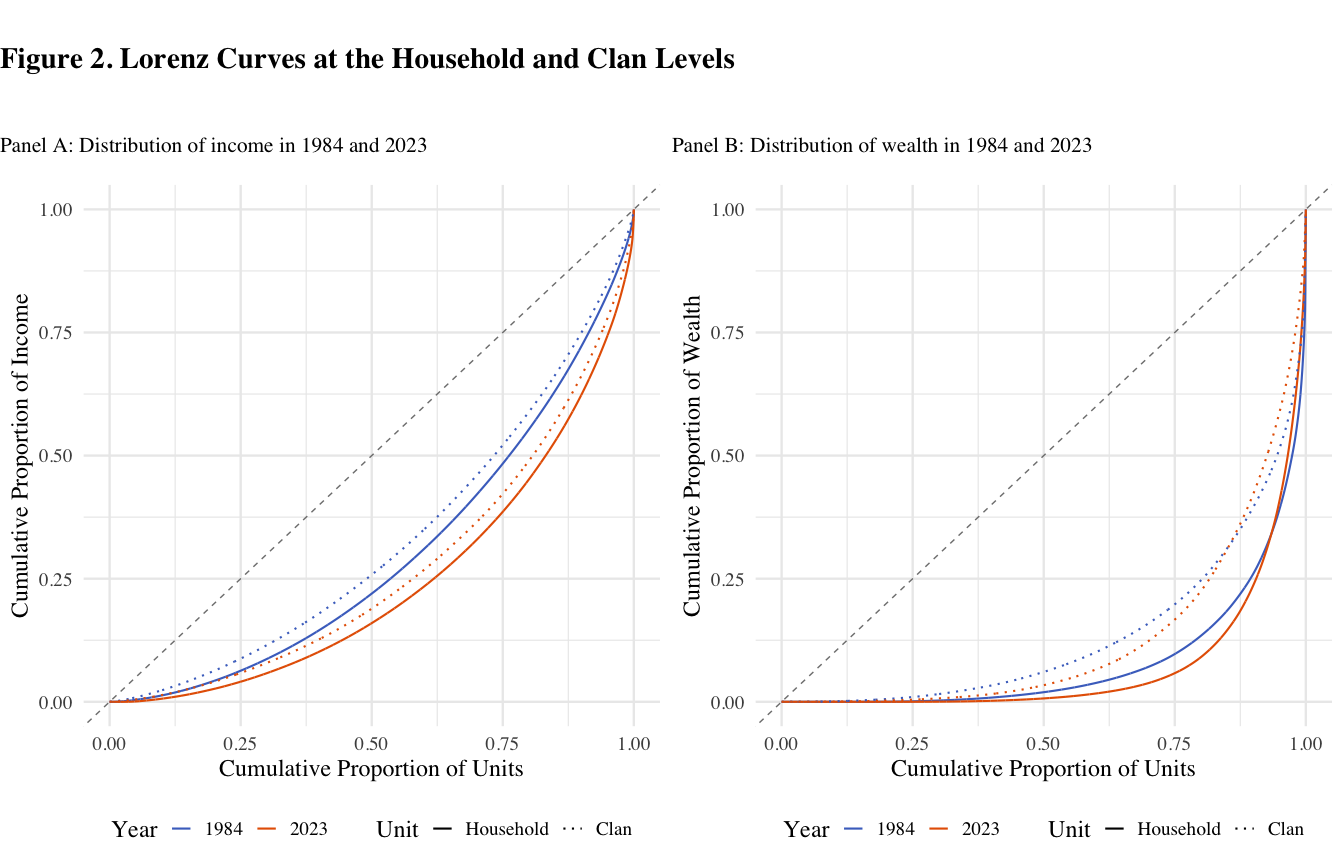 Figure 2. Lorenz Curves at the Household and Clan Levels
Panel A: Distribution of income in 1984 and 2023
Cumulative Proportion of Income
1.00
0.75
0.50
0.25
0.00
0.00 0.25 0.50 0.75 1.00
Cumulative Proportion of Units
Year 1984 2023 Unit Household Clan
Panel B: Distribution of wealth in 1984 and 2023
Cumulative Proportion of Wealth
1.00
0.75
0.50
0.25
0.00
0.00 0.25 0.50 0.75 1.00
Cumulative Proportion of Units
Year 1984 2023 Unit Household Clan